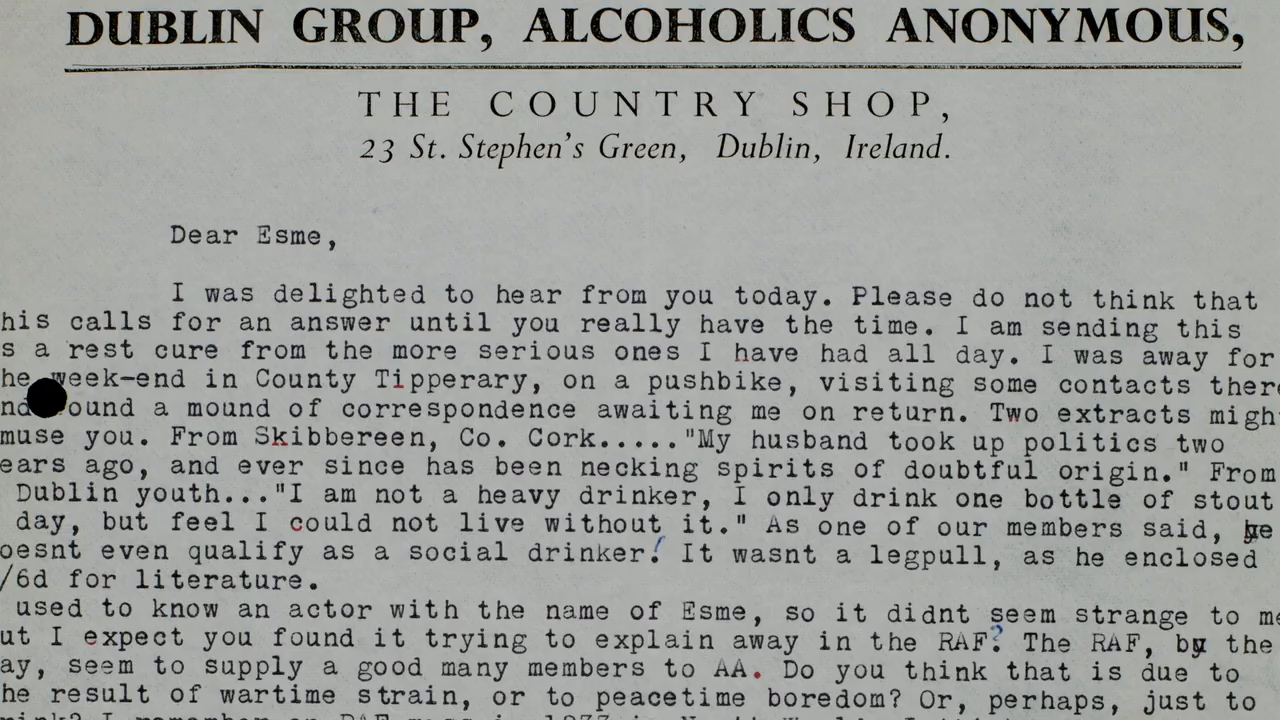 DUBLIN GROUP, ALCOHOLICS ANONYMOUS,
THE COUNTRY SHOP,
23 St. Stephen's Green, Dublin, Ireland.
Dear Esme,
I was delighted to hear from you today. Please do not think that
his calls for an answer until you really have the time. I am sending this
s a rest cure from the more serious ones I have had all day. I was away for
he week-end in County Tipperary, on a pushbike, visiting some contacts there
nd ound a mound of correspondence awaiting me on return. Two extracts migh
muse you. From Skibbereen, Co. Cork....."My husband took up politics two
ears ago, and ever since has been necking spirits of doubtful origin." From
Dublin youth..."I am not a heavy drinker, I only drink one bottle of stout
day, but feel I could not live without it." As one of our members said, he
oesnt even qualify as a social drinker! It wasnt a legpull, as he enclosed
/6d for literature.
used to know an actor with the name of Esme, so it didnt seem strange to me
ut I expect you found it trying to explain away in the RAF? The RAF, by the
ay, seem to supply a good many members to AA. Do you think that is due to
he result of wartime strain, or to peacetime boredom? Or, perhaps, just to